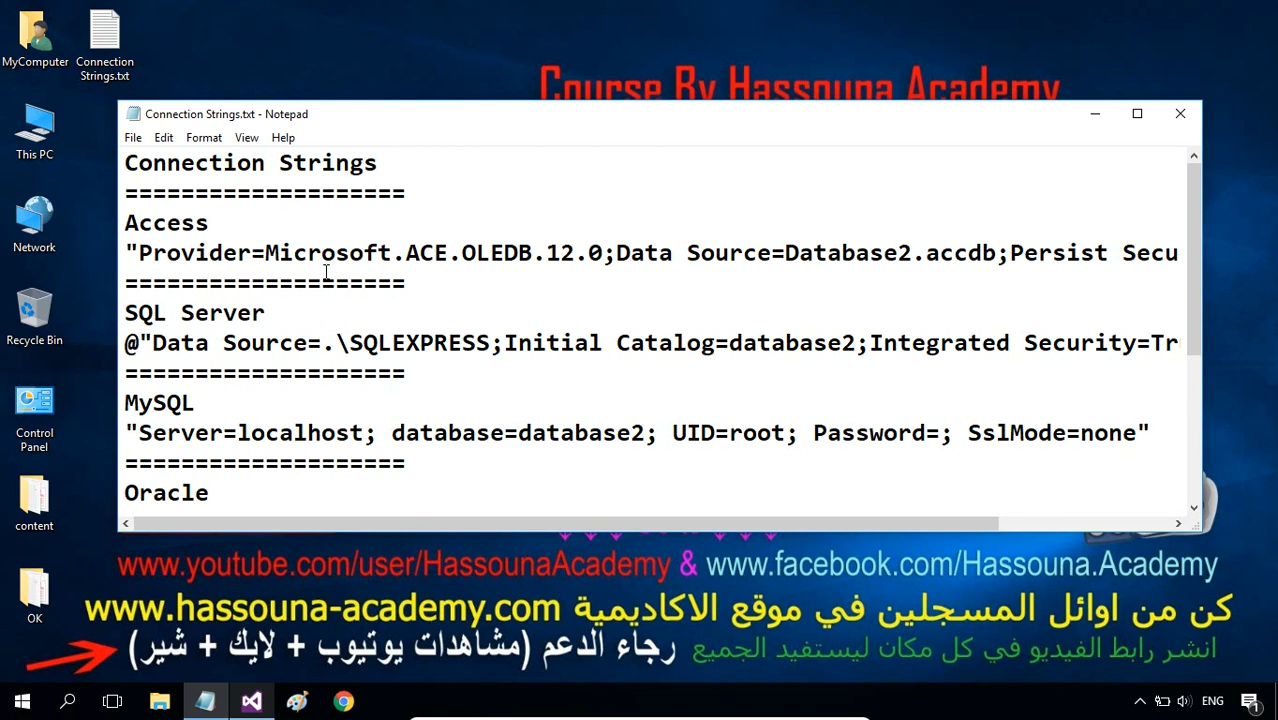 MyComputer
Connection
Strings.txt
This PC
Network
Recycle Bin
Control
Panel
content
OK
Course By Hassouna Academy
Connection Strings.txt - Notepad
File Edit Format View Help
Connection Strings
====================
Access
"Provider=Microsoft.ACE.OLEDB.12.0;Data Source=Database2.accdb;Persist Secu
====================
SQL Server
@"Data Source=.\SQLEXPRESS;Initial Catalog=database2;Integrated Security=Tr
====================
MySQL
"Server=localhost; database=database2; UID=root; Password=; SslMode=none"
====================
Oracle
www.youtube.com/user/HassounaAcademy & www.facebook.com/Hassouna.Academy
كن من اوائل المسجلين في موقع الاكاديمية www.hassouna-academy.com
انشر رابط الفيديو في كل مكان ليستفيد الجميع رجاء الدعم (مشاهدات يوتيوب + لايك + شير)
ENG
1